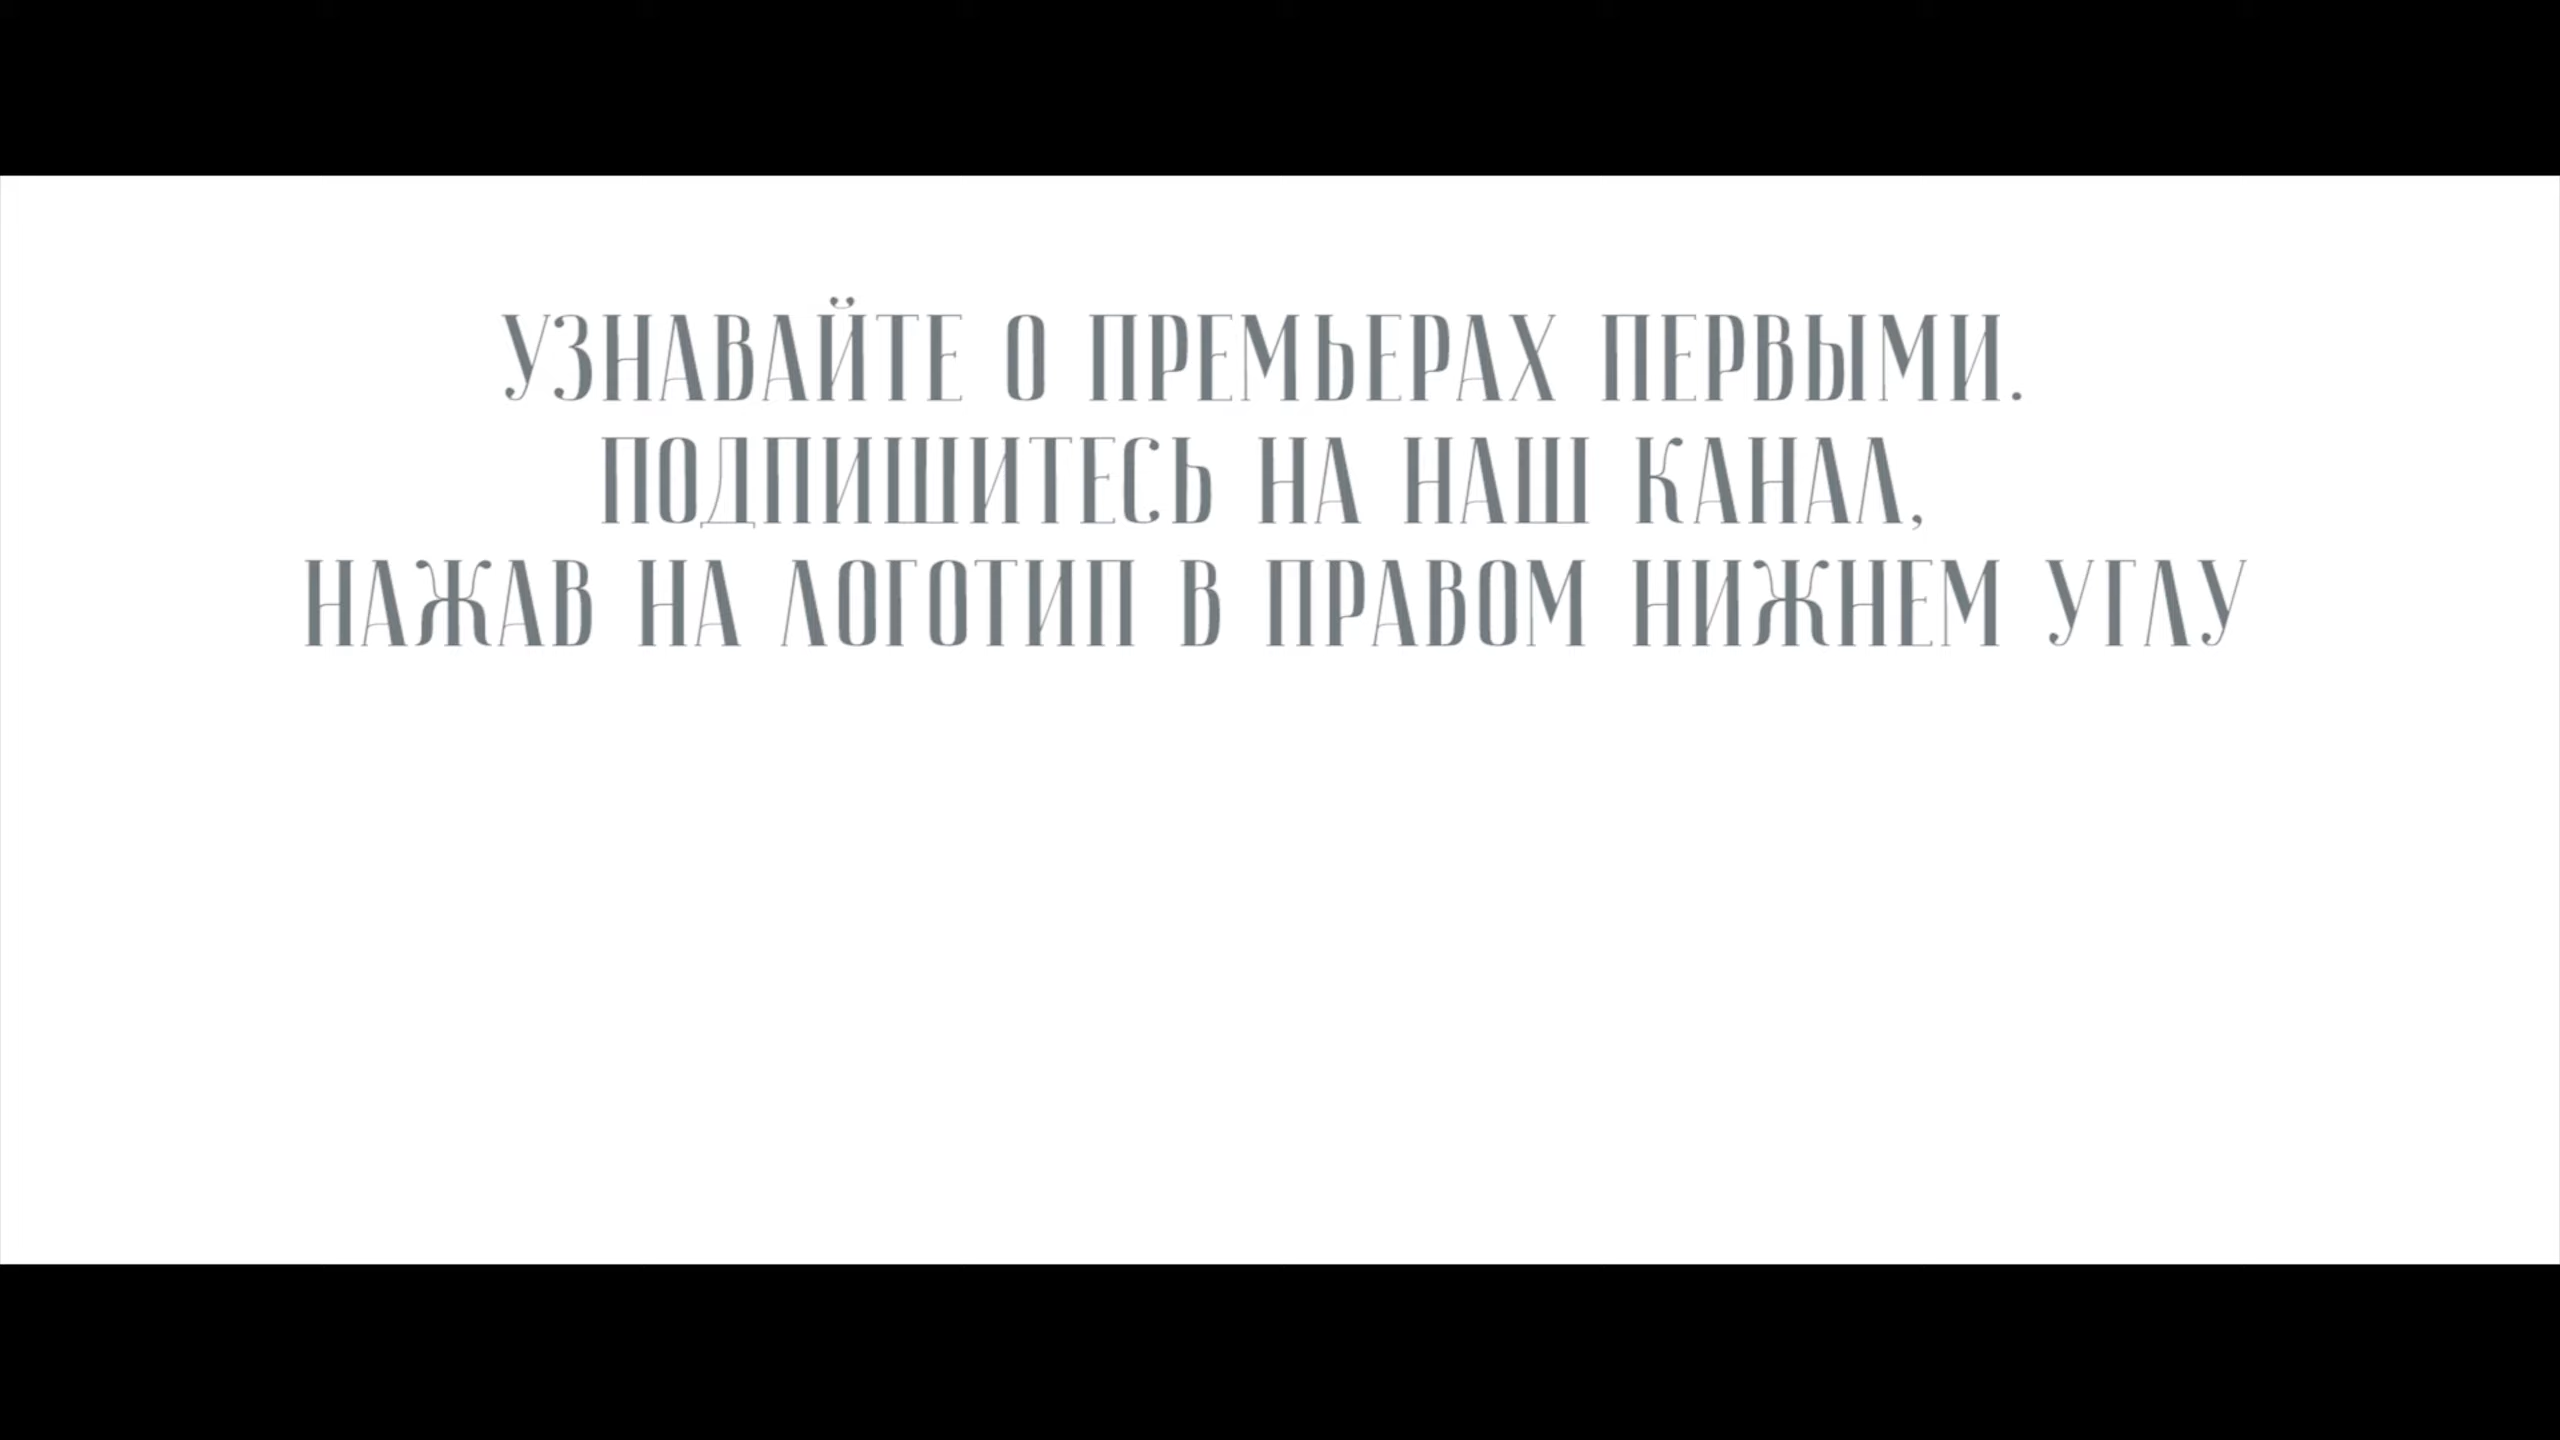 УЗНАВАЙТЕ О ПРЕМЬЕРАХ ПЕРВЫМИ.
ПОДПИШИТЕСЬ НА НАШ КАНАЛ,
НАЖАВ НА ЛОГОТИП В ПРАВОМ НИЖНЕМ УГЛУ